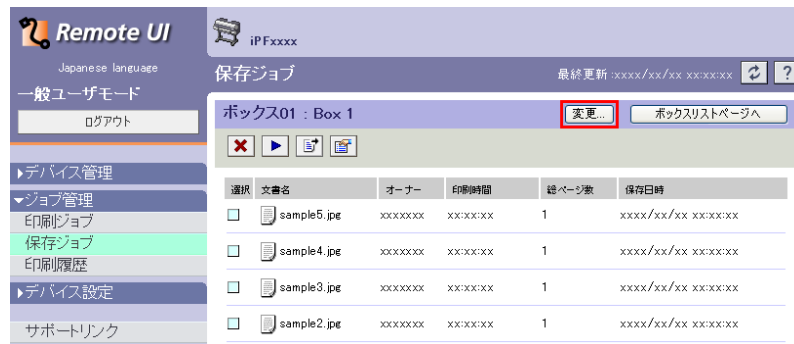 Remote UI
Japanese language
一般ユーザモード
ログアウト
▶デバイス管理
▼ジョブ管理
印刷ジョブ
保存ジョブ
印刷履歴
▶デバイス設定
サポートリンク
iPFxxxx
保存ジョブ 最終更新:xxxx/xx/xx xx:xx:xx ?
ボックス01 : Box 1 変更... ボックスリストページへ
選択 文書名 オーナー 印刷時間 総ページ数 保存日時
sample5.jpg xxxxxxx xx:xx:xx 1 xxxx/xx/xx xx:xx:xx
sample4.jpg xxxxxxx xx:xx:xx 1 xxxx/xx/xx xx:xx:xx
sample3.jpg xxxxxxx xx:xx:xx 1 xxxx/xx/xx xx:xx:xx
sample2.jpg xxxxxxx xx:xx:xx 1 xxxx/xx/xx xx:xx:xx